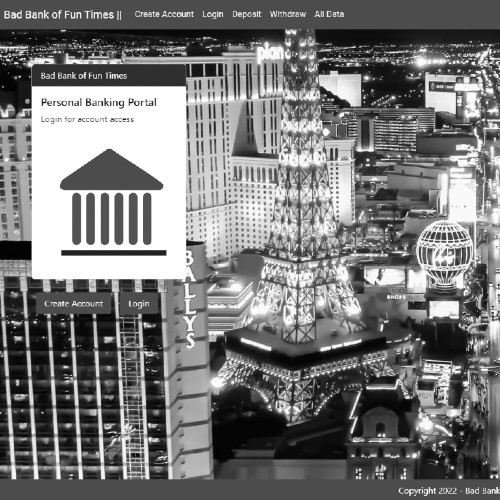 Bad Bank of Fun Times || Create Account Login Deposit Withdraw All Data
Bad Bank of Fun Times
Personal Banking Portal
Login for account access
Create Account Login
BALLYS
SHOPS
Copyright 2022 - Bad Bank